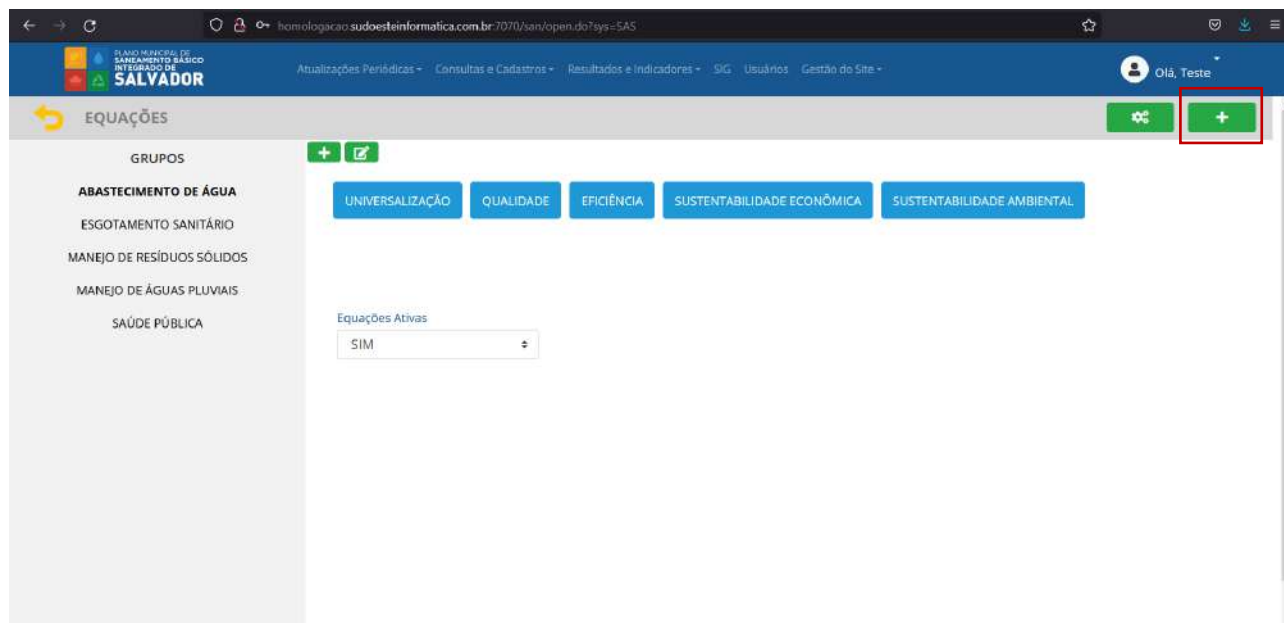 homologacao.sudoesteinformatica.com.br:7070/san/open.do?sys=SAS
PLANO MUNICIPAL DE
SANEAMENTO BÁSICO
INTEGRADO DE
SALVADOR
Atualizações Periódicas Consultas e Cadastros Resultados e Indicadores SIG Usuários Gestão do Site
Olá, Teste
EQUAÇÕES
+
GRUPOS
+
ABASTECIMENTO DE ÁGUA
UNIVERSALIZAÇÃO QUALIDADE EFICIÊNCIA SUSTENTABILIDADE ECONÔMICA SUSTENTABILIDADE AMBIENTAL
ESGOTAMENTO SANITÁRIO
MANEJO DE RESÍDUOS SÓLIDOS
MANEJO DE ÁGUAS PLUVIAIS
SAÚDE PÚBLICA
Equações Ativas
SIM